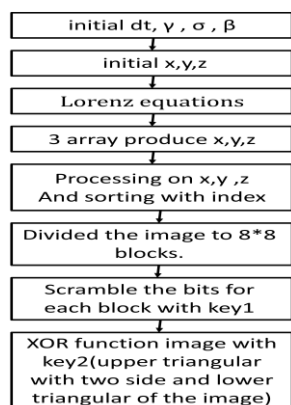 initial dt, γ , σ , β
initial x,y,z
Lorenz equations
3 array produce x,y,z
Processing on x,y ,z
And sorting with index
Divided the image to 8*8
blocks.
Scramble the bits for
each block with key1
XOR function image with
key2(upper triangular
with two side and lower
triangular of the image)